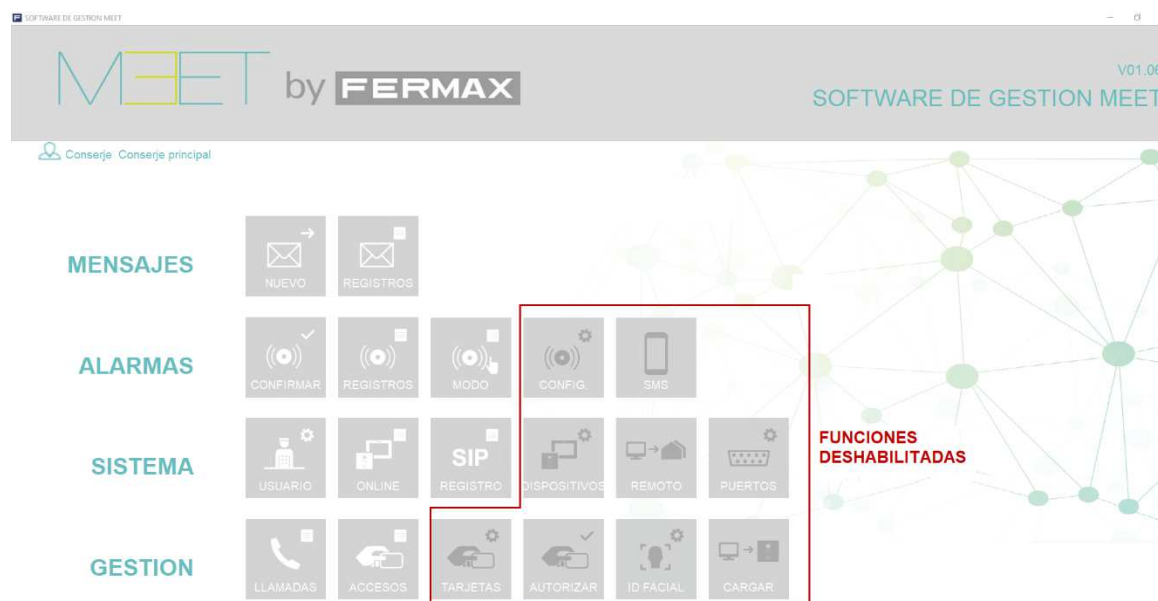 SOFTWARE DE GESTION MEET
MEET by FERMAX
V01.06
SOFTWARE DE GESTION MEET
Conserje Conserje principal
MENSAJES
NUEVO
REGISTROS
ALARMAS
CONFIRMAR
REGISTROS
MODO
CONFIG.
SMS
SISTEMA
USUARIO
ONLINE
SIP
REGISTRO
DISPOSITIVOS
REMOTO
PUERTOS
FUNCIONES
DESHABILITADAS
GESTION
LLAMADAS
ACCESOS
TARJETAS
AUTORIZAR
ID FACIAL
CARGAR